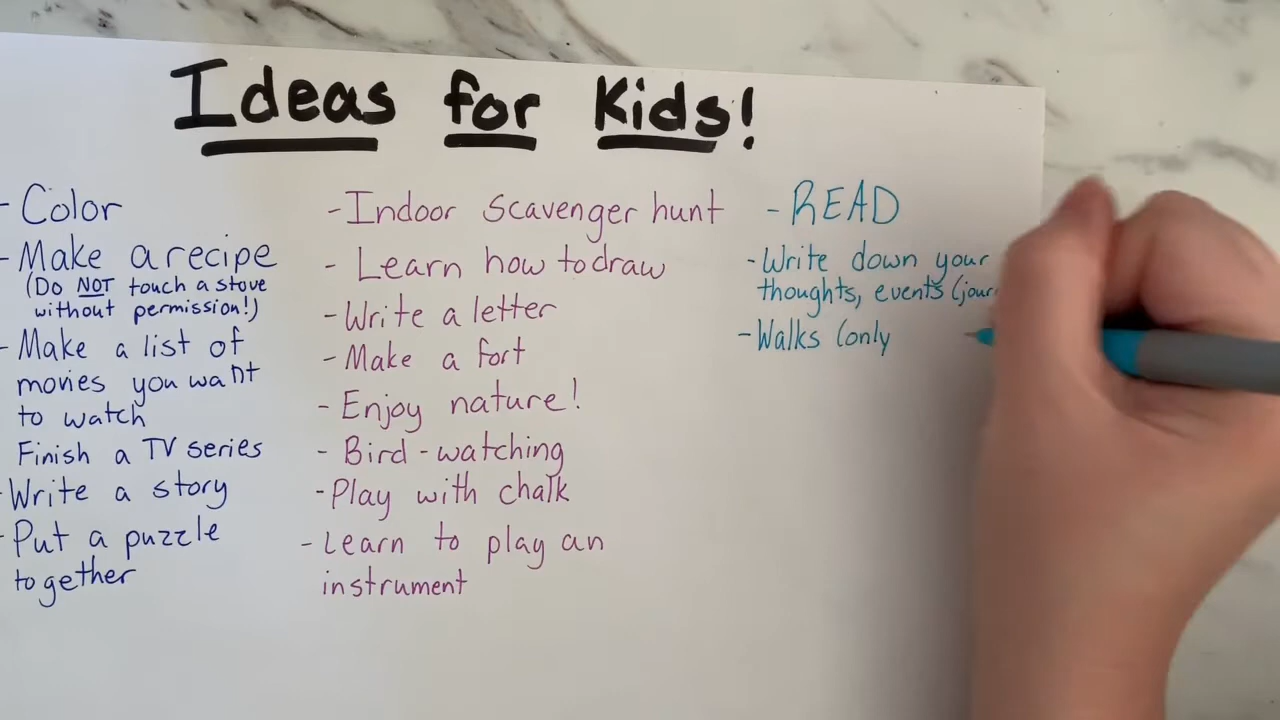 Ideas for Kids!
- Color
- Make a recipe
(Do NOT touch a stove
without permission!)
- Make a list of
movies you want
to watch
Finish a TV series
- Write a story
- Put a puzzle
together
- Indoor scavenger hunt
- Learn how to draw
- Write a letter
- Make a fort
- Enjoy nature!
- Bird-watching
- Play with chalk
- Learn to play an
instrument
- READ
- Write down your
thoughts, events
- Walks (only